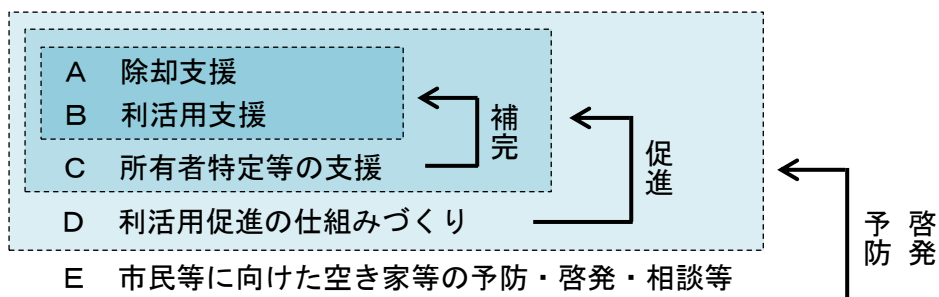 A 除却支援
B 利活用支援
C 所有者特定等の支援
D 利活用促進の仕組みづくり
E 市民等に向けた空き家等の予防・啓発・相談等
補完
促進
啓発
予防